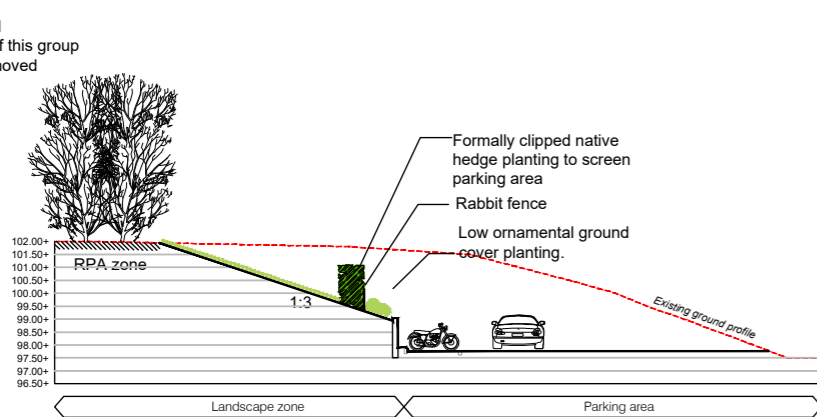 f this group
Formally clipped native
hedge planting to screen
parking area
Rabbit fence
Low ornamental ground
cover planting.
102.00+
101.50+
101.00+
100.50+
100.00+
99.50+
99.00+
98.50+
98.00+
97.50+
97.00+
96.50+
RPA zone
1:3
Existing ground profile
Landscape zone
Parking area